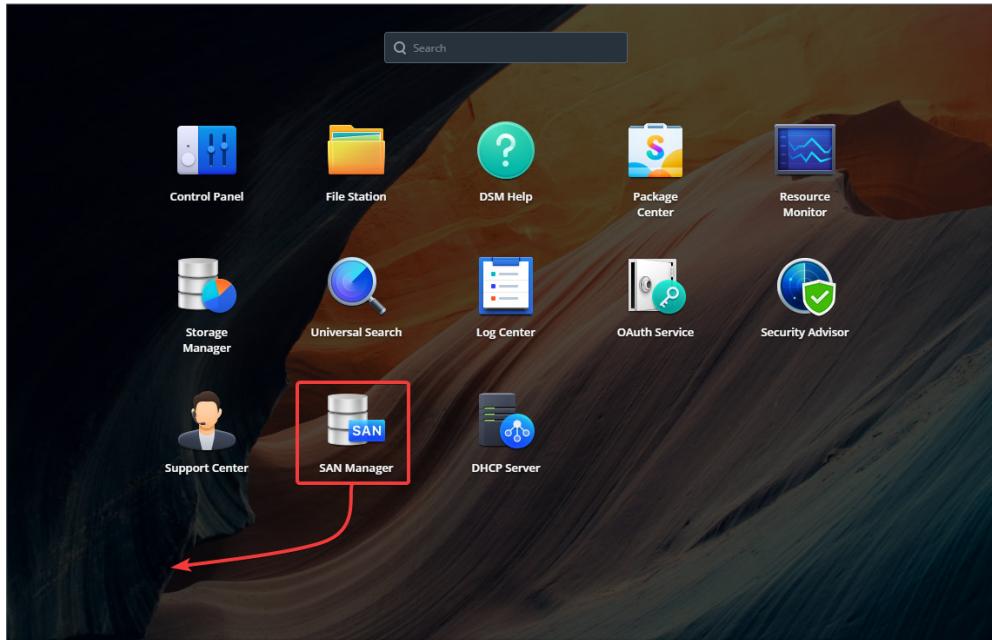 Search
Control Panel
File Station
DSM Help
Package
Center
Resource
Monitor
Storage
Manager
Universal Search
Log Center
OAuth Service
Security Advisor
Support Center
SAN
SAN Manager
DHCP Server